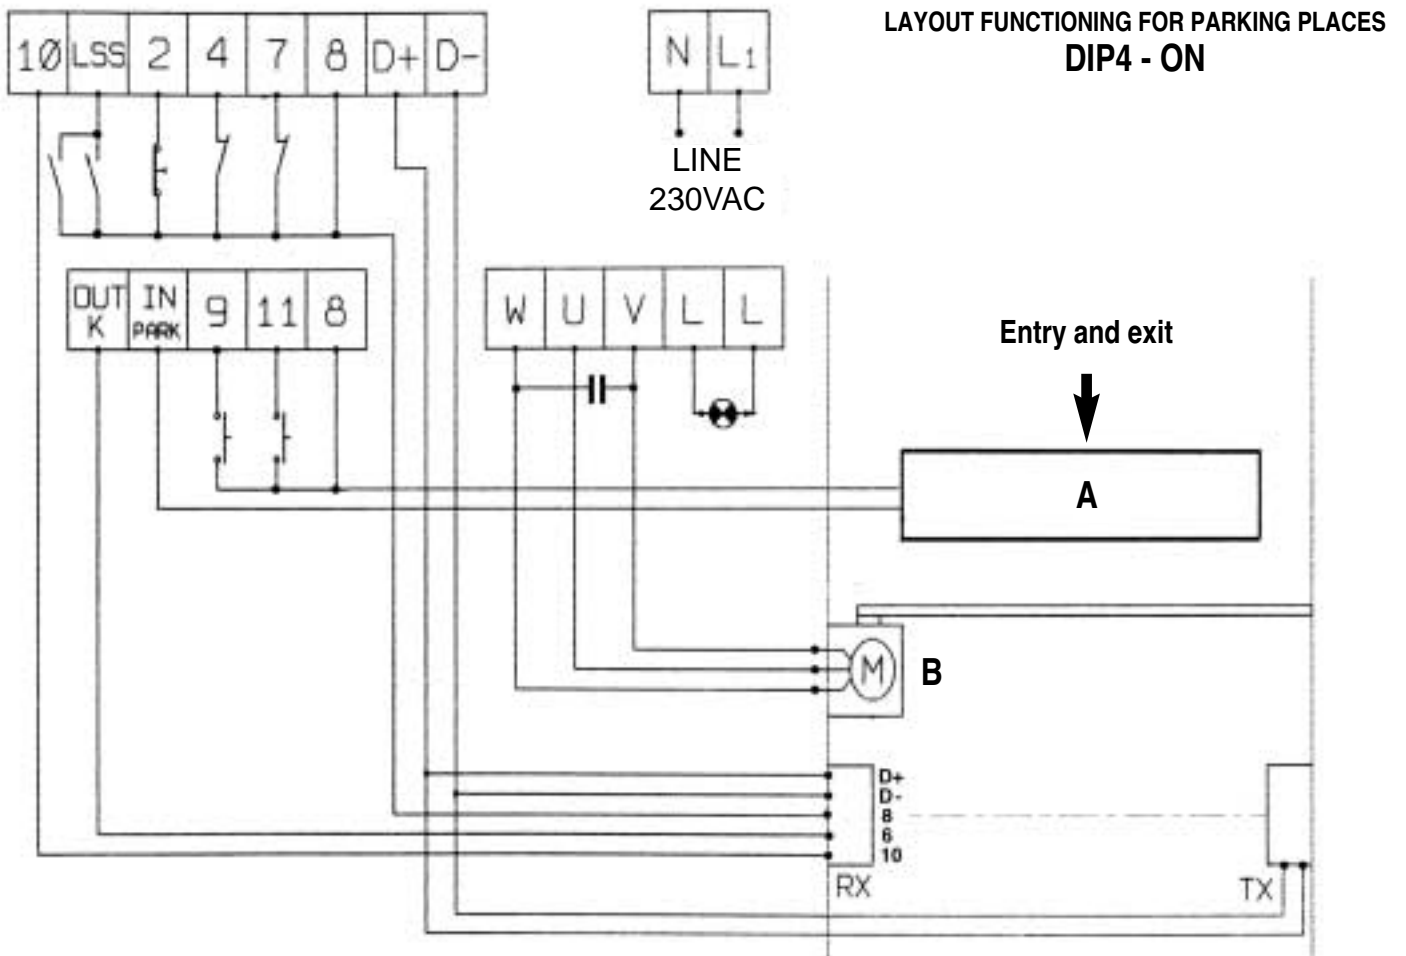 LAYOUT FUNCTIONING FOR PARKING PLACES
DIP4 - ON
10 LSS 2 4 7 8 D+ D-
N L1
LINE
230VAC
OUT K IN PARK 9 11 8
W U V L L
Entry and exit
A
M
B
D+
D-
8
6
10
RX
TX